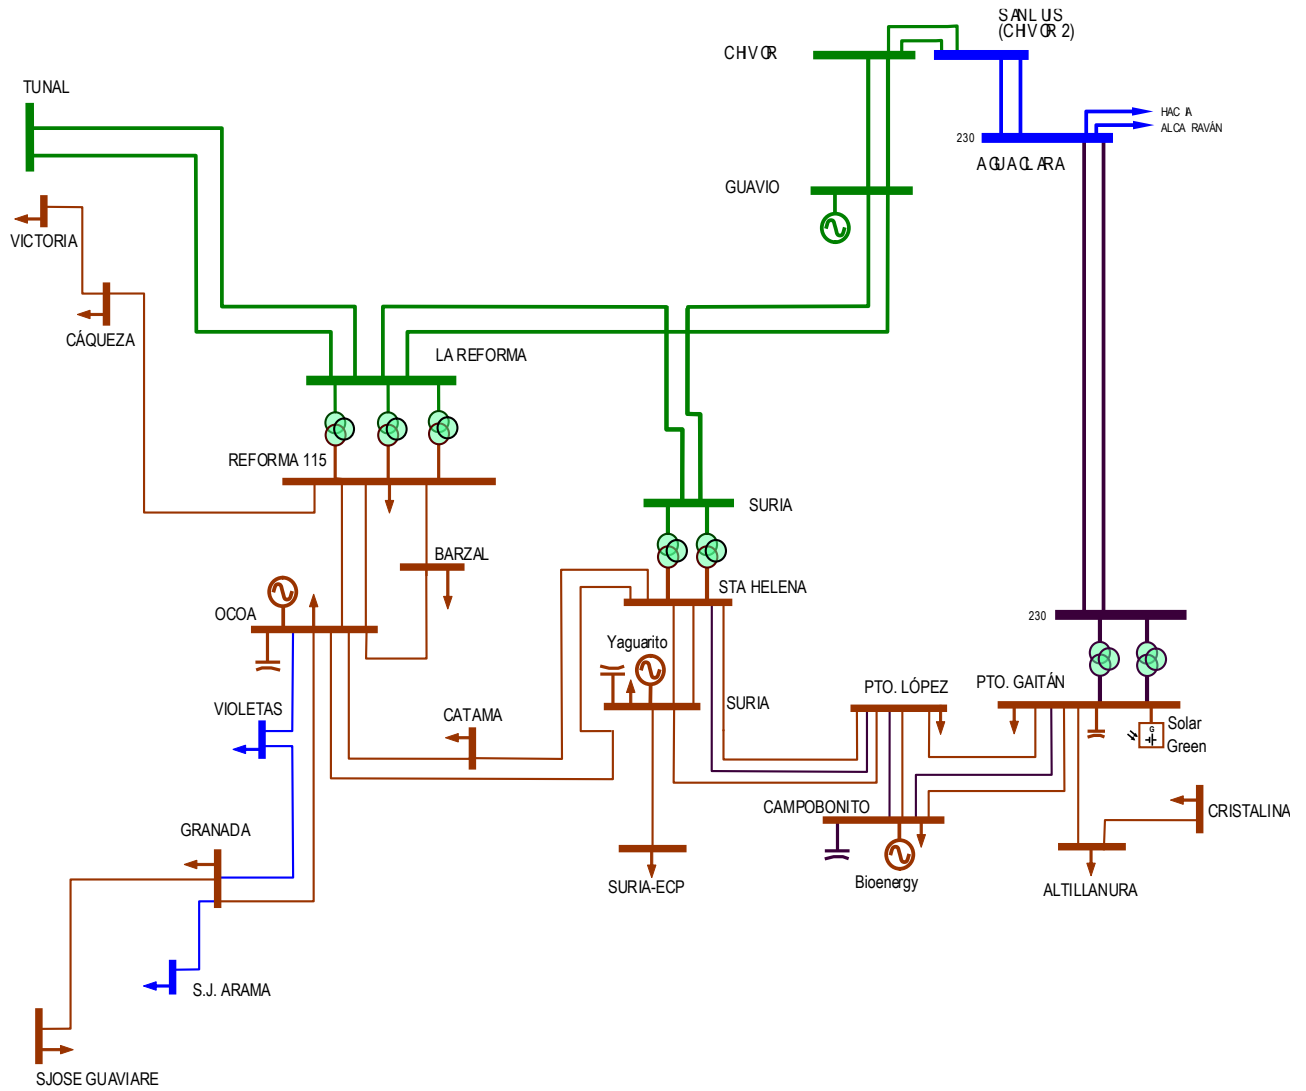 SAN LUIS
(CHIVOR 2)
CHIVOR
TUNAL
HACIA
ALCARAVÁN
230
AGUACLARA
GUAVIO
VICTORIA
CÁQUEZA
LA REFORMA
REFORMA 115
SURIA
BARZAL
STA HELENA
OCOA
230
Yaguarito
PTO. LÓPEZ
PTO. GAITÁN
VIOLETAS
CATAMA
SURIA
Solar
Green
G
CAMPOBONITO
CRISTALINA
GRANADA
SURIA-ECP
Bioenergy
ALTILLANURA
S.J. ARAMA
SJOSE GUAVIARE